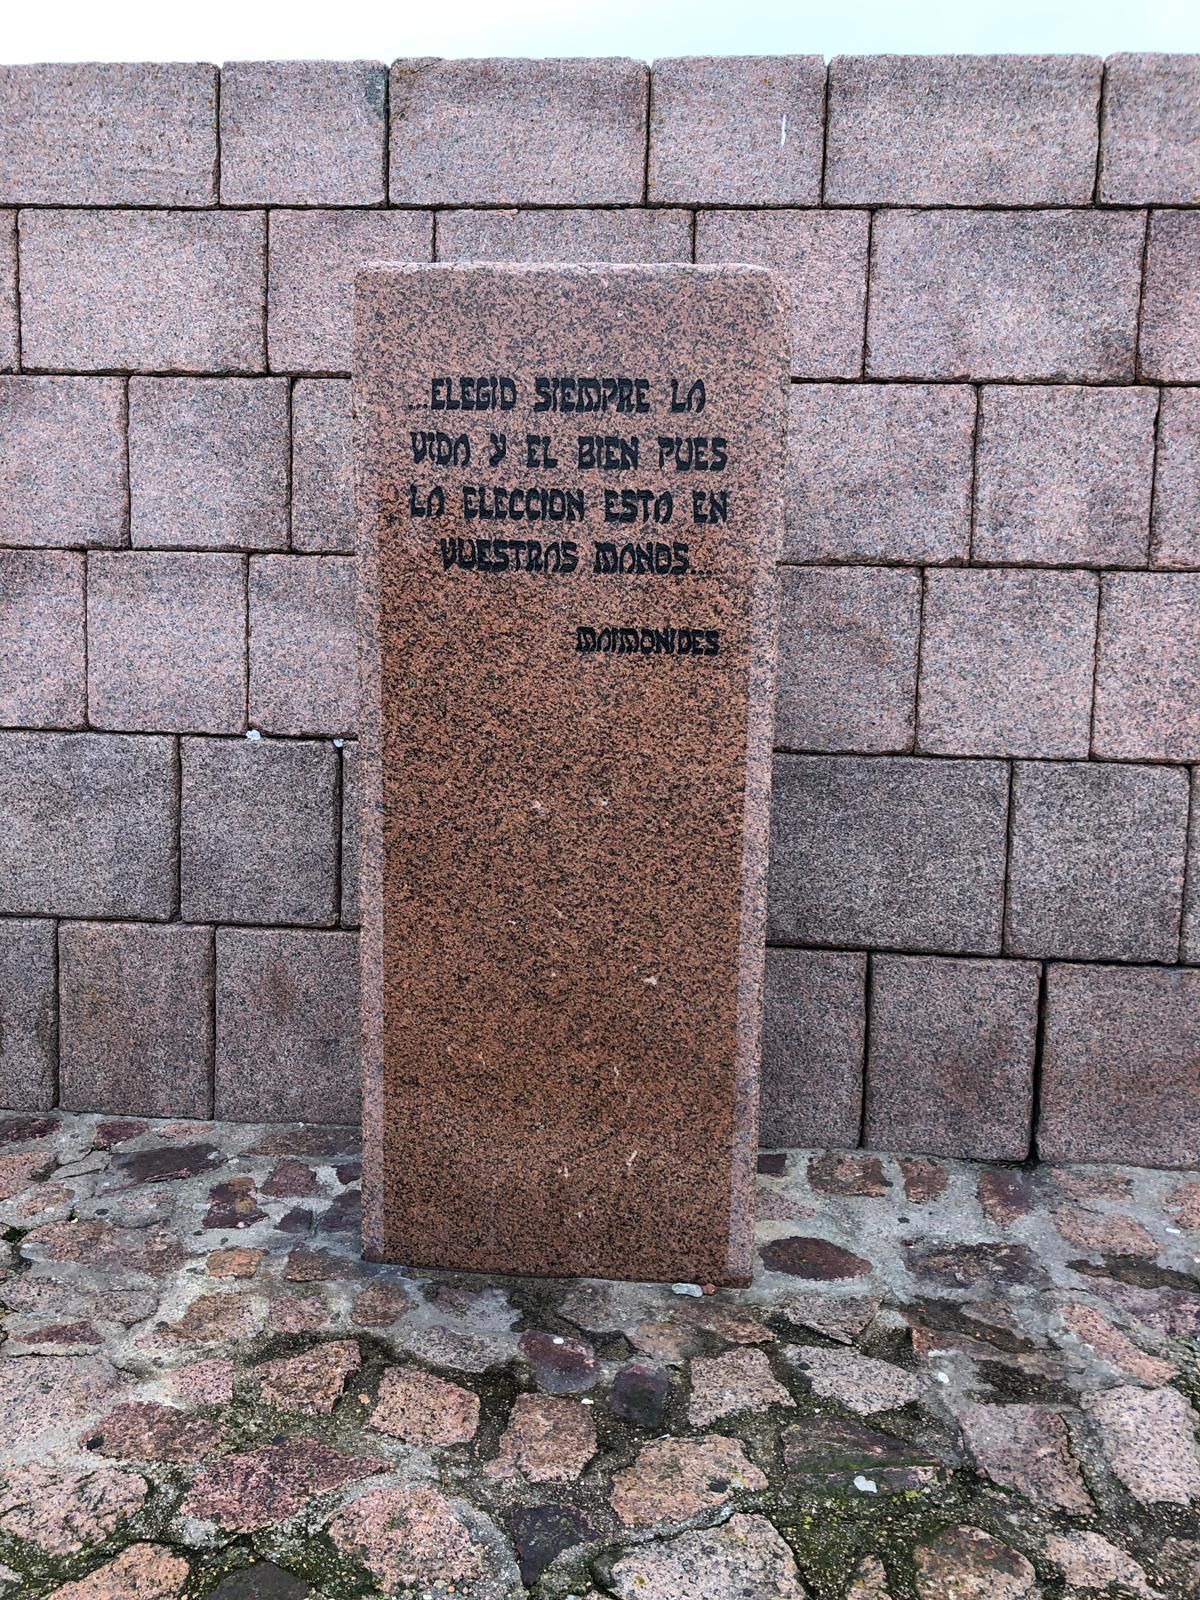 ...ELEGID SIEMPRE LA
VIDA Y EL BIEN PUES
LA ELECCION ESTA EN
VUESTRAS MANOS...
MAIMONIDES